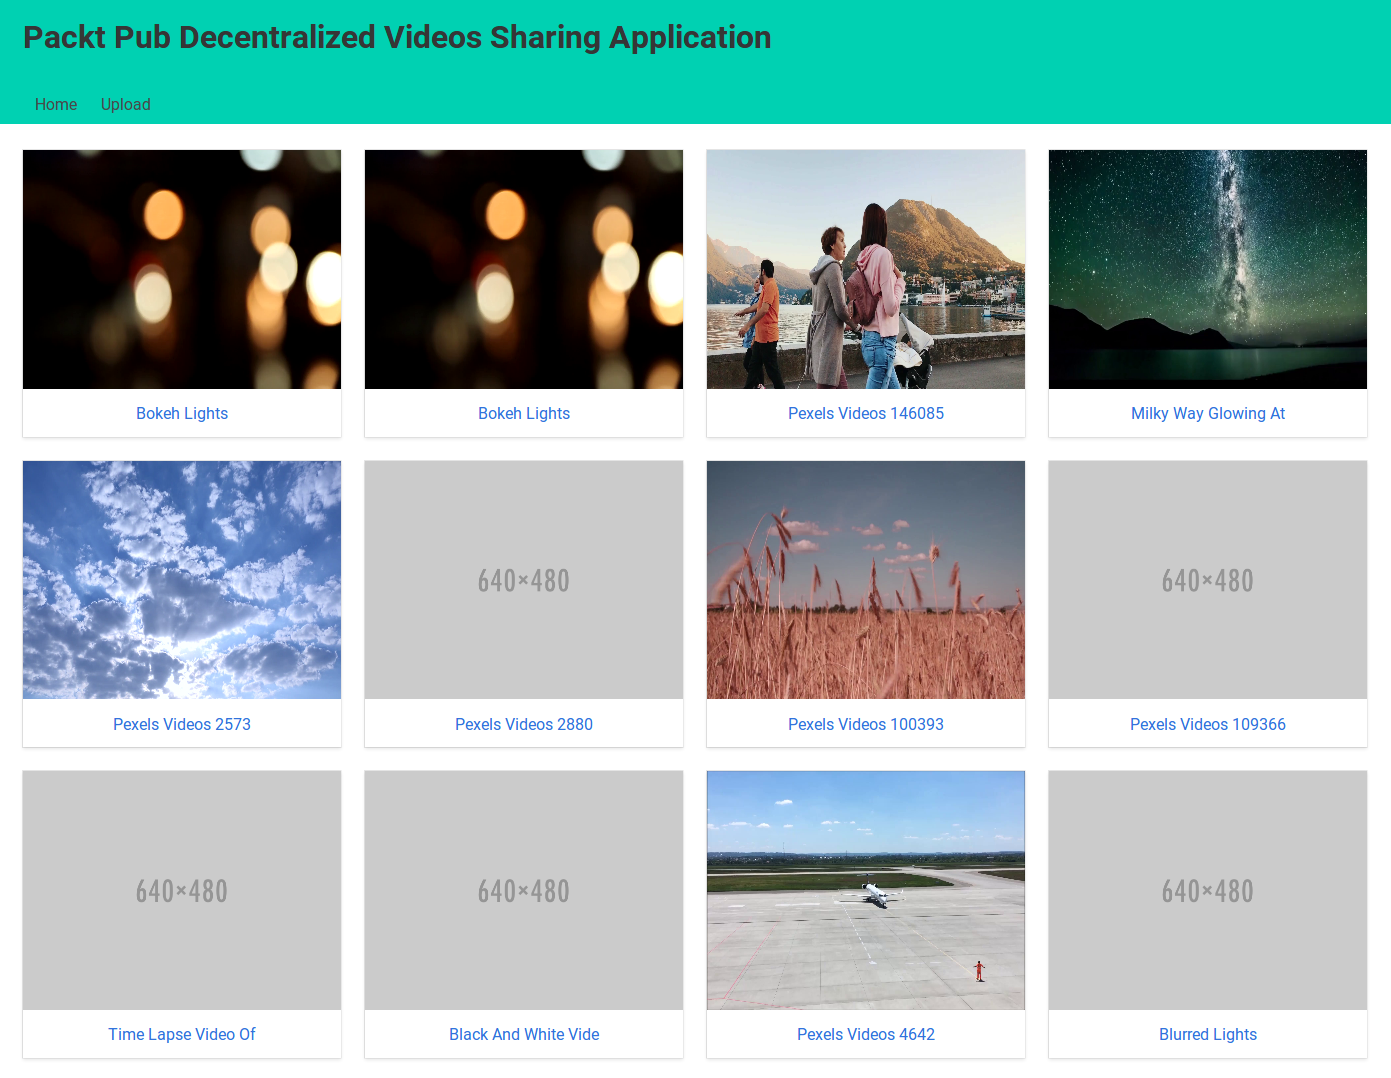 Packt Pub Decentralized Videos Sharing Application
Home Upload
Bokeh Lights
Bokeh Lights
Pexels Videos 146085
Milky Way Glowing At
640×480
640×480
Pexels Videos 2573
Pexels Videos 2880
Pexels Videos 100393
Pexels Videos 109366
640×480
640×480
640×480
Time Lapse Video Of
Black And White Vide
Pexels Videos 4642
Blurred Lights